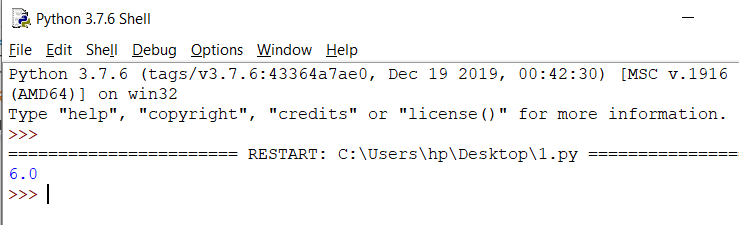 Python 3.7.6 Shell
File Edit Shell Debug Options Window Help
Python 3.7.6 (tags/v3.7.6:43364a7ae0, Dec 19 2019, 00:42:30) [MSC v.1916
(AMD64)] on win32
Type "help", "copyright", "credits" or "license()" for more information.
>>>
======================= RESTART: C:\Users\hp\Desktop\1.py ===============
6.0
>>>